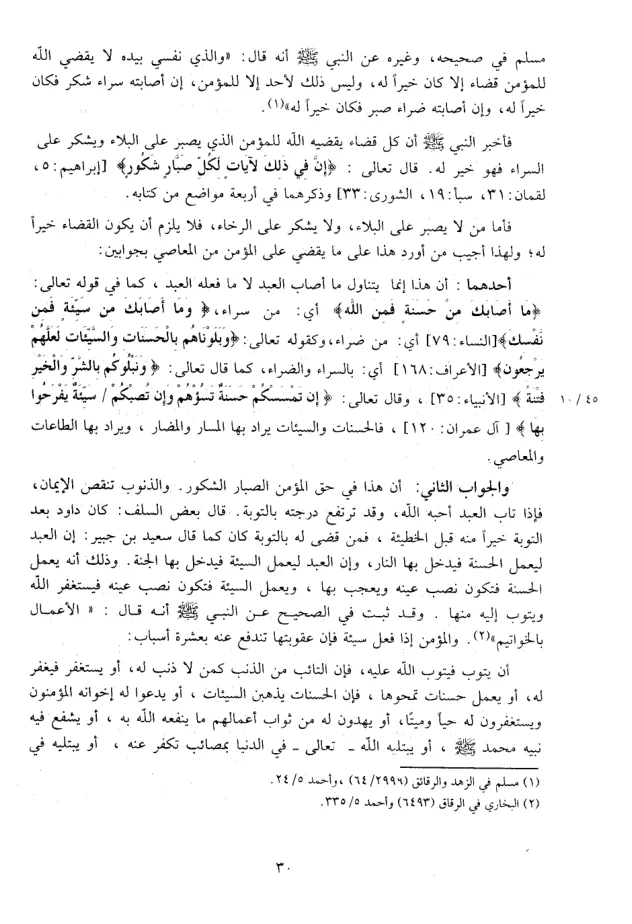 مسلم في صحيحه، وغيره عن النبي ﷺ أنه قال: «والذي نفسي بيده لا يقضي الله
للمؤمن قضاء إلا كان خيراً له، وليس ذلك لأحد إلا للمؤمن، إن أصابته سراء شكر فكان
خيراً له، وإن أصابته ضراء صبر فكان خيراً له»(١).
فأخبر النبي ﷺ أن كل قضاء يقضيه الله للمؤمن الذي يصبر على البلاء ويشكر على
السراء فهو خير له. قال تعالى : ﴿إِنَّ فِي ذَلِكَ لآيَاتٍ لِّكُلِّ صَبَّارٍ شَكُورٍ﴾ [إبراهيم:٥،
لقمان:٣١، سبأ:١٩، الشورى:٣٣] وذكرهما في أربعة مواضع من كتابه.
فأما من لا يصبر على البلاء، ولا يشكر على الرخاء، فلا يلزم أن يكون القضاء خيراً
له؛ ولهذا أجيب من أورد هذا على ما يقضي على المؤمن من المعاصي بجوابين:
أحدهما : أن هذا إنما يتناول ما أصاب العبد لا ما فعله العبد ، كما في قوله تعالى:
﴿مَا أَصَابَكَ مِنْ حَسَنَةٍ فَمِنَ اللَّهِ﴾ أي: من سراء، ﴿ وَمَا أَصَابَكَ مِن سَيِّئَةٍ فَمِن
نَّفْسِكَ﴾[النساء:٧٩] أي: من ضراء،وكقوله تعالى:﴿وَبَلَوْنَاهُم بِالْحَسَنَاتِ وَالسَّيِّئَاتِ لَعَلَّهُمْ
يَرْجِعُونَ﴾ [الأعراف:١٦٨] أي: بالسراء والضراء، كما قال تعالى: ﴿ وَنَبْلُوكُم بِالشَّرِّ وَالْخَيْرِ
فِتْنَةً ﴾ [الأنبياء:٣٥] ، وقال تعالى: ﴿ إِن تَمْسَسْكُمْ حَسَنَةٌ تَسُؤْهُمْ وَإِن تُصِبْكُمْ / سَيِّئَةٌ يَفْرَحُوا ١٠/٤٥
بِهَا ﴾ [ آل عمران: ١٢٠] ، فالحسنات والسيئات يراد بها المسار والمضار ، ويراد بها الطاعات
والمعاصي.
والجواب الثاني: أن هذا في حق المؤمن الصبار الشكور. والذنوب تنقص الإيمان،
فإذا تاب العبد أحبه الله، وقد ترتفع درجته بالتوبة. قال بعض السلف: كان داود بعد
التوبة خيراً منه قبل الخطيئة ، فمن قضى له بالتوبة كان كما قال سعيد بن جبير: إن العبد
ليعمل الحسنة فيدخل بها النار، وإن العبد ليعمل السيئة فيدخل بها الجنة. وذلك أنه يعمل
الحسنة فتكون نصب عينه ويعجب بها ، ويعمل السيئة فتكون نصب عينه فيستغفر الله
ويتوب إليه منها . وقد ثبت في الصحيح عن النبي ﷺ أنه قال : « الأعمال
بالخواتيم»(٢). والمؤمن إذا فعل سيئة فإن عقوبتها تندفع عنه بعشرة أسباب:
أن يتوب فيتوب الله عليه، فإن التائب من الذنب كمن لا ذنب له، أو يستغفر فيغفر
له، أو يعمل حسنات تمحوها ، فإن الحسنات يذهبن السيئات ، أو يدعوا له إخوانه المؤمنون
ويستغفرون له حياً وميتًا، أو يهدون له من ثواب أعمالهم ما ينفعه الله به ، أو يشفع فيه
نبيه محمد ﷺ ، أو يبتليه الله ـ تعالى ـ في الدنيا بمصائب تكفر عنه ، أو يبتليه في
(١) مسلم في الزهد والرقائق (٦٤/٢٩٩٩) ،وأحمد ٢٤/٥.
(٢) البخاري في الرقاق (٦٤٩٣) وأحمد ٣٣٥/٥.
٣٠